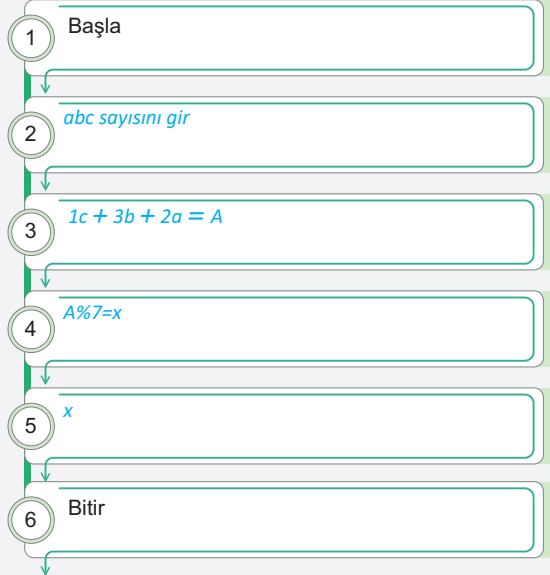 1 Başla
2 abc sayısını gir
3 1c + 3b + 2a = A
4 A%7=x
5 x
6 Bitir